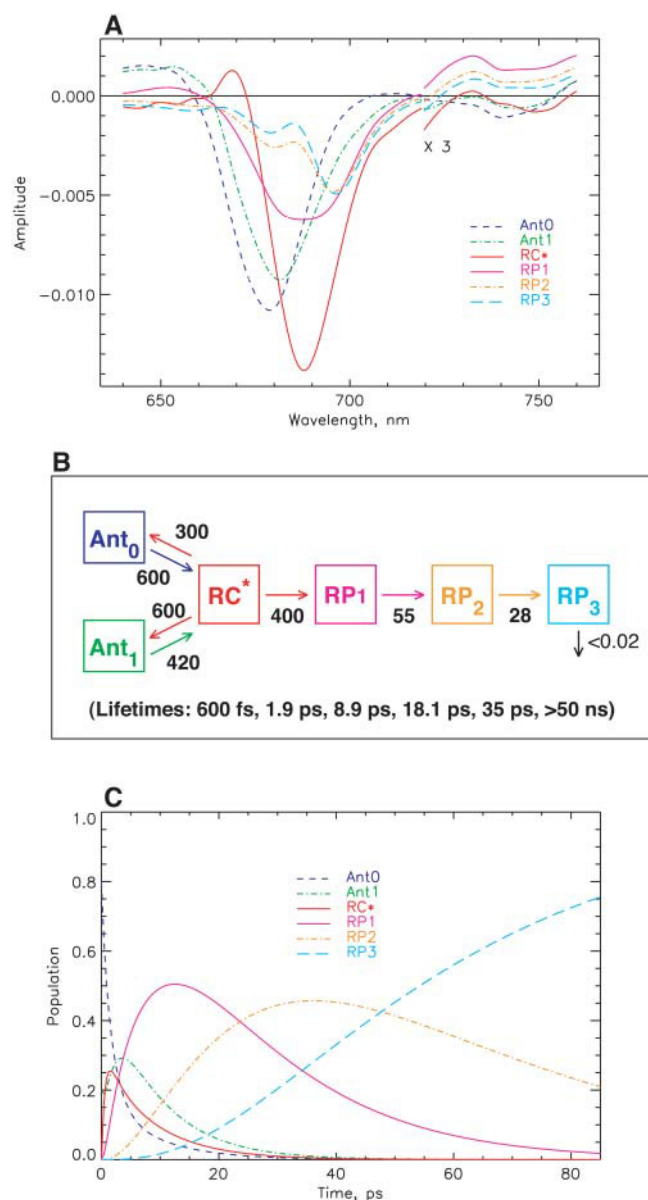 A
0.000
−0.005
−0.010
Amplitude
X 3
Ant0
Ant1
RC*
RP1
RP2
RP3
650
700
750
Wavelength, nm
B
Ant0
300
600
RC*
400
RP1
55
RP2
28
RP3
<0.02
600
420
Ant1
(Lifetimes: 600 fs, 1.9 ps, 8.9 ps, 18.1 ps, 35 ps, >50 ns)
C
1.0
0.8
0.6
0.4
0.2
0.0
Population
Ant0
Ant1
RC*
RP1
RP2
RP3
0
20
40
60
80
Time, ps